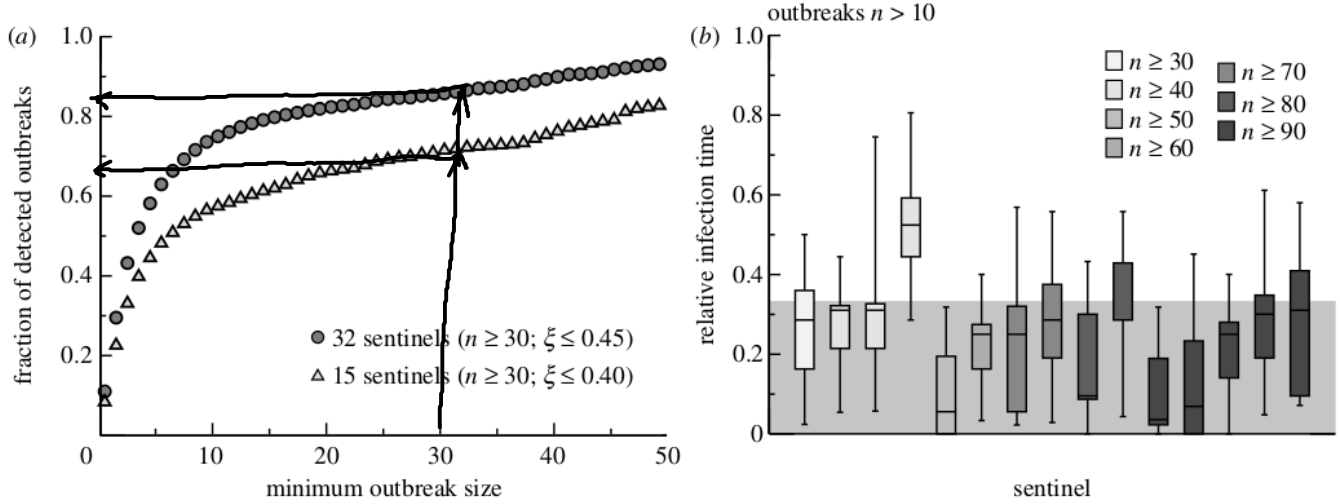 (a)
1.0
0.8
0.6
0.4
0.2
0 10 20 30 40 50
fraction of detected outbreaks
minimum outbreak size
32 sentinels (n ≥ 30; ξ ≤ 0.45)
15 sentinels (n ≥ 30; ξ ≤ 0.40)
(b)
outbreaks n > 10
1.0
0.8
0.6
0.4
0.2
0
relative infection time
sentinel
n ≥ 30
n ≥ 40
n ≥ 50
n ≥ 60
n ≥ 70
n ≥ 80
n ≥ 90